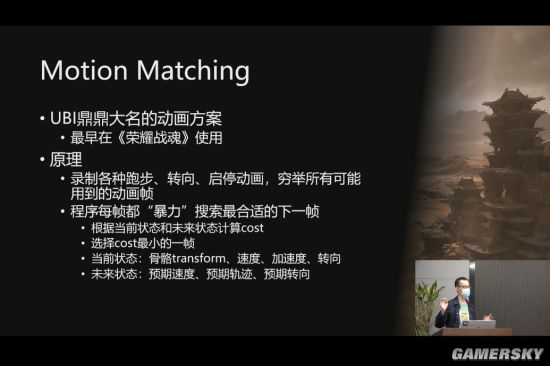 Motion Matching
• UBI鼎鼎大名的动画方案
• 最早在《荣耀战魂》使用
• 原理
• 录制各种跑步、转向、启停动画，穷举所有可能
用到的动画帧
• 程序每帧都“暴力”搜索最合适的下一帧
• 根据当前状态和未来状态计算cost
• 选择cost最小的一帧
• 当前状态：骨骼transform、速度、加速度、转向
• 未来状态：预期速度、预期轨迹、预期转向
GAMERSKY